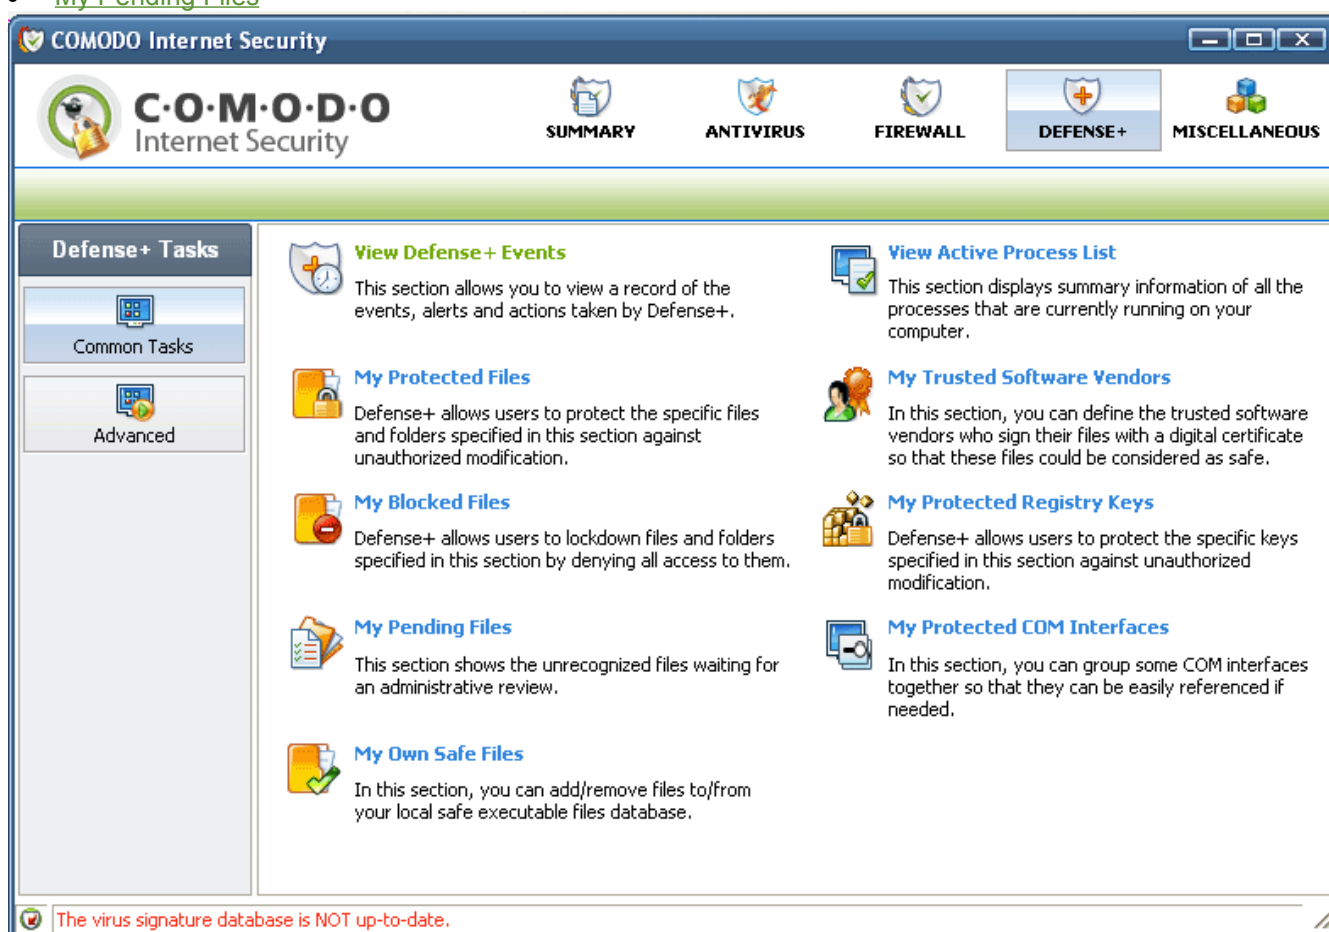 My Pending Files
COMODO Internet Security
C·O·M·O·D·O
Internet Security
SUMMARY
ANTIVIRUS
FIREWALL
DEFENSE+
MISCELLANEOUS
Defense+ Tasks
Common Tasks
Advanced
View Defense+ Events
This section allows you to view a record of the
events, alerts and actions taken by Defense+.
My Protected Files
Defense+ allows users to protect the specific files
and folders specified in this section against
unauthorized modification.
My Blocked Files
Defense+ allows users to lockdown files and folders
specified in this section by denying all access to them.
My Pending Files
This section shows the unrecognized files waiting for
an administrative review.
My Own Safe Files
In this section, you can add/remove files to/from
your local safe executable files database.
View Active Process List
This section displays summary information of all the
processes that are currently running on your
computer.
My Trusted Software Vendors
In this section, you can define the trusted software
vendors who sign their files with a digital certificate
so that these files could be considered as safe.
My Protected Registry Keys
Defense+ allows users to protect the specific keys
specified in this section against unauthorized
modification.
My Protected COM Interfaces
In this section, you can group some COM interfaces
together so that they can be easily referenced if
needed.
The virus signature database is NOT up-to-date.